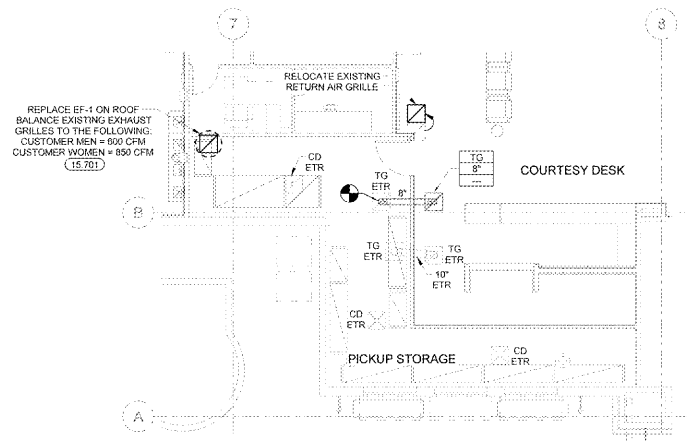 7
8
RELOCATE EXISTING
RETURN AIR GRILLE
REPLACE EF-1 ON ROOF
BALANCE EXISTING EXHAUST
GRILLES TO THE FOLLOWING:
CUSTOMER MEN = 600 CFM
CUSTOMER WOMEN = 850 CFM
15.701
CD
ETR
TG
ETR
8"
TG
8"
COURTESY DESK
B
TG
ETR
TG
ETR
10"
ETR
CD
ETR
PICKUP STORAGE
CD
ETR
A